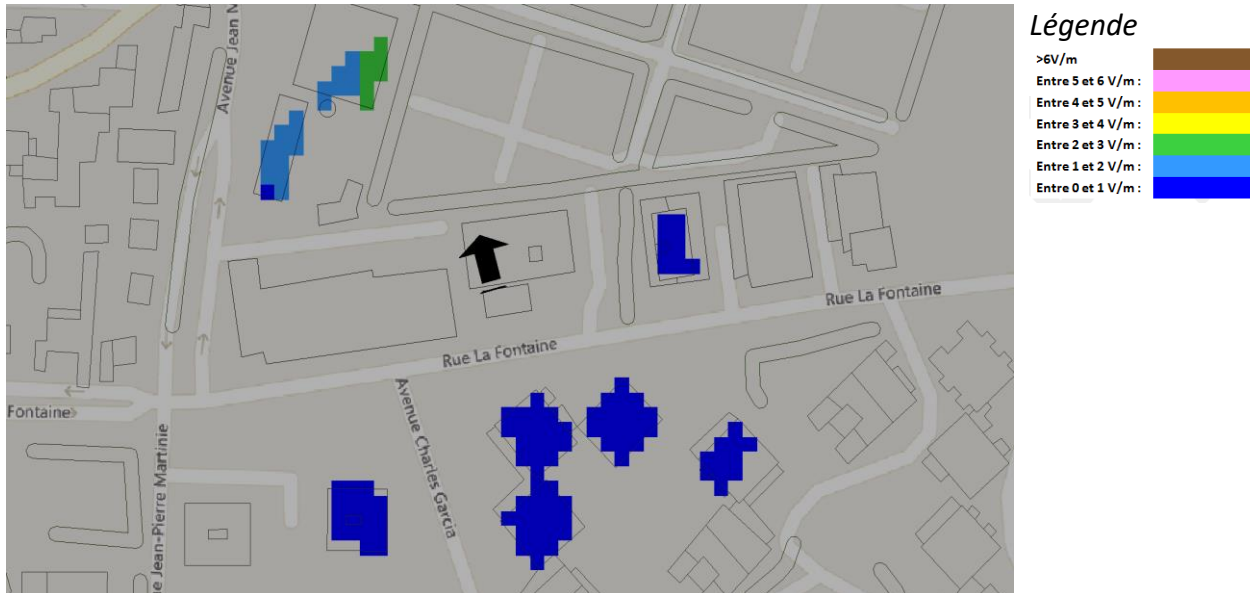 Légende
>6V/m
Entre 5 et 6 V/m :
Entre 4 et 5 V/m :
Entre 3 et 4 V/m :
Entre 2 et 3 V/m :
Entre 1 et 2 V/m :
Entre 0 et 1 V/m :
Avenue Jean
Rue La Fontaine
Rue La Fontaine
Fontaine
Avenue Charles Garcia
Jean-Pierre Martinie